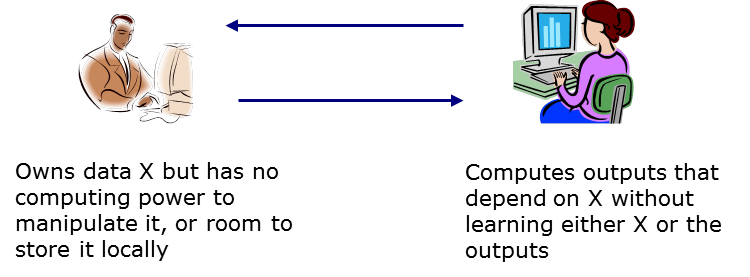 Owns data X but has no
computing power to
manipulate it, or room to
store it locally
Computes outputs that
depend on X without
learning either X or the
outputs